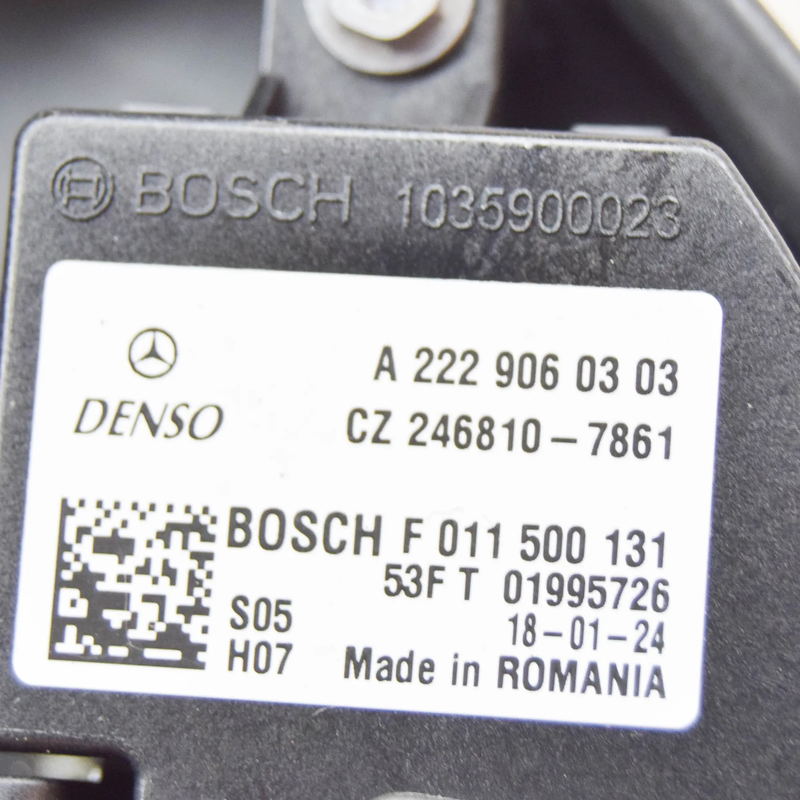 BOSCH 1035900023
A 222 906 03 03
DENSO
CZ 246810-7861
BOSCH F 011 500 131
53F T 01995726
S05
18-01-24
H07
Made in ROMANIA